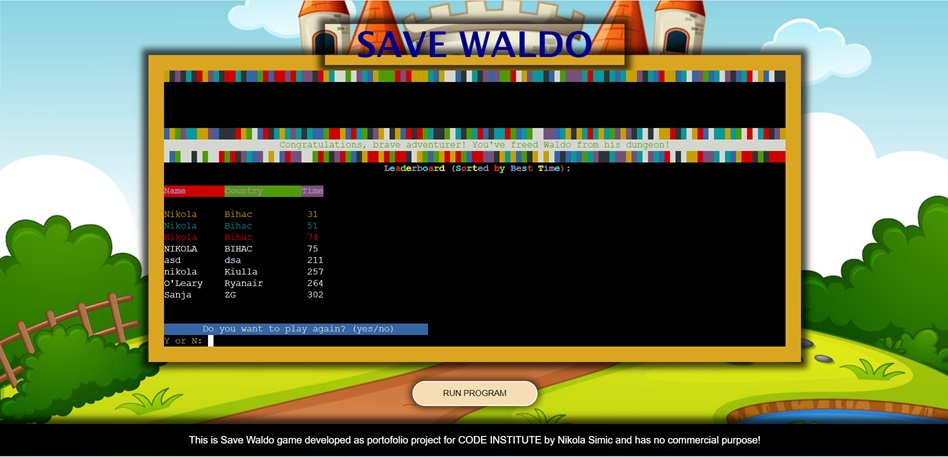 SAVE WALDO
Congratulations, brave adventurer! You've freed Waldo from his dungeon!
Leaderboard (Sorted by Best Time):
Name Country Time
Nikola Bihac 31
Nikola Bihac 51
Nikola Bihac 74
NIKOLA BIHAC 75
asd dsa 211
nikola Kiulla 257
O'Leary Ryanair 264
Sanja ZG 302
Do you want to play again? (yes/no)
Y or N:
RUN PROGRAM
This is Save Waldo game developed as portofolio project for CODE INSTITUTE by Nikola Simic and has no commercial purpose!